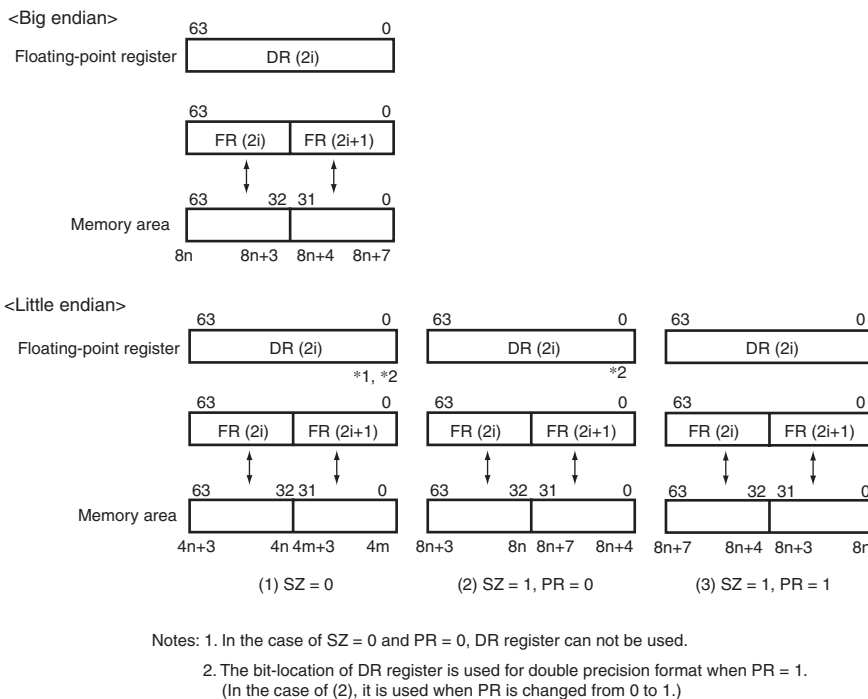 <Big endian>
63 0
Floating-point register DR (2i)
63 0
FR (2i) FR (2i+1)
63 32 31 0
Memory area
8n 8n+3 8n+4 8n+7
<Little endian>
63 0 63 0 63 0
Floating-point register DR (2i) DR (2i) DR (2i)
*1, *2 *2
63 0 63 0 63 0
FR (2i) FR (2i+1) FR (2i) FR (2i+1) FR (2i) FR (2i+1)
63 32 31 0 63 32 31 0 63 32 31 0
Memory area
4n+3 4n 4m+3 4m 8n+3 8n 8n+7 8n+4 8n+7 8n+4 8n+3 8n
(1) SZ = 0 (2) SZ = 1, PR = 0 (3) SZ = 1, PR = 1
Notes: 1. In the case of SZ = 0 and PR = 0, DR register can not be used.
2. The bit-location of DR register is used for double precision format when PR = 1.
(In the case of (2), it is used when PR is changed from 0 to 1.)